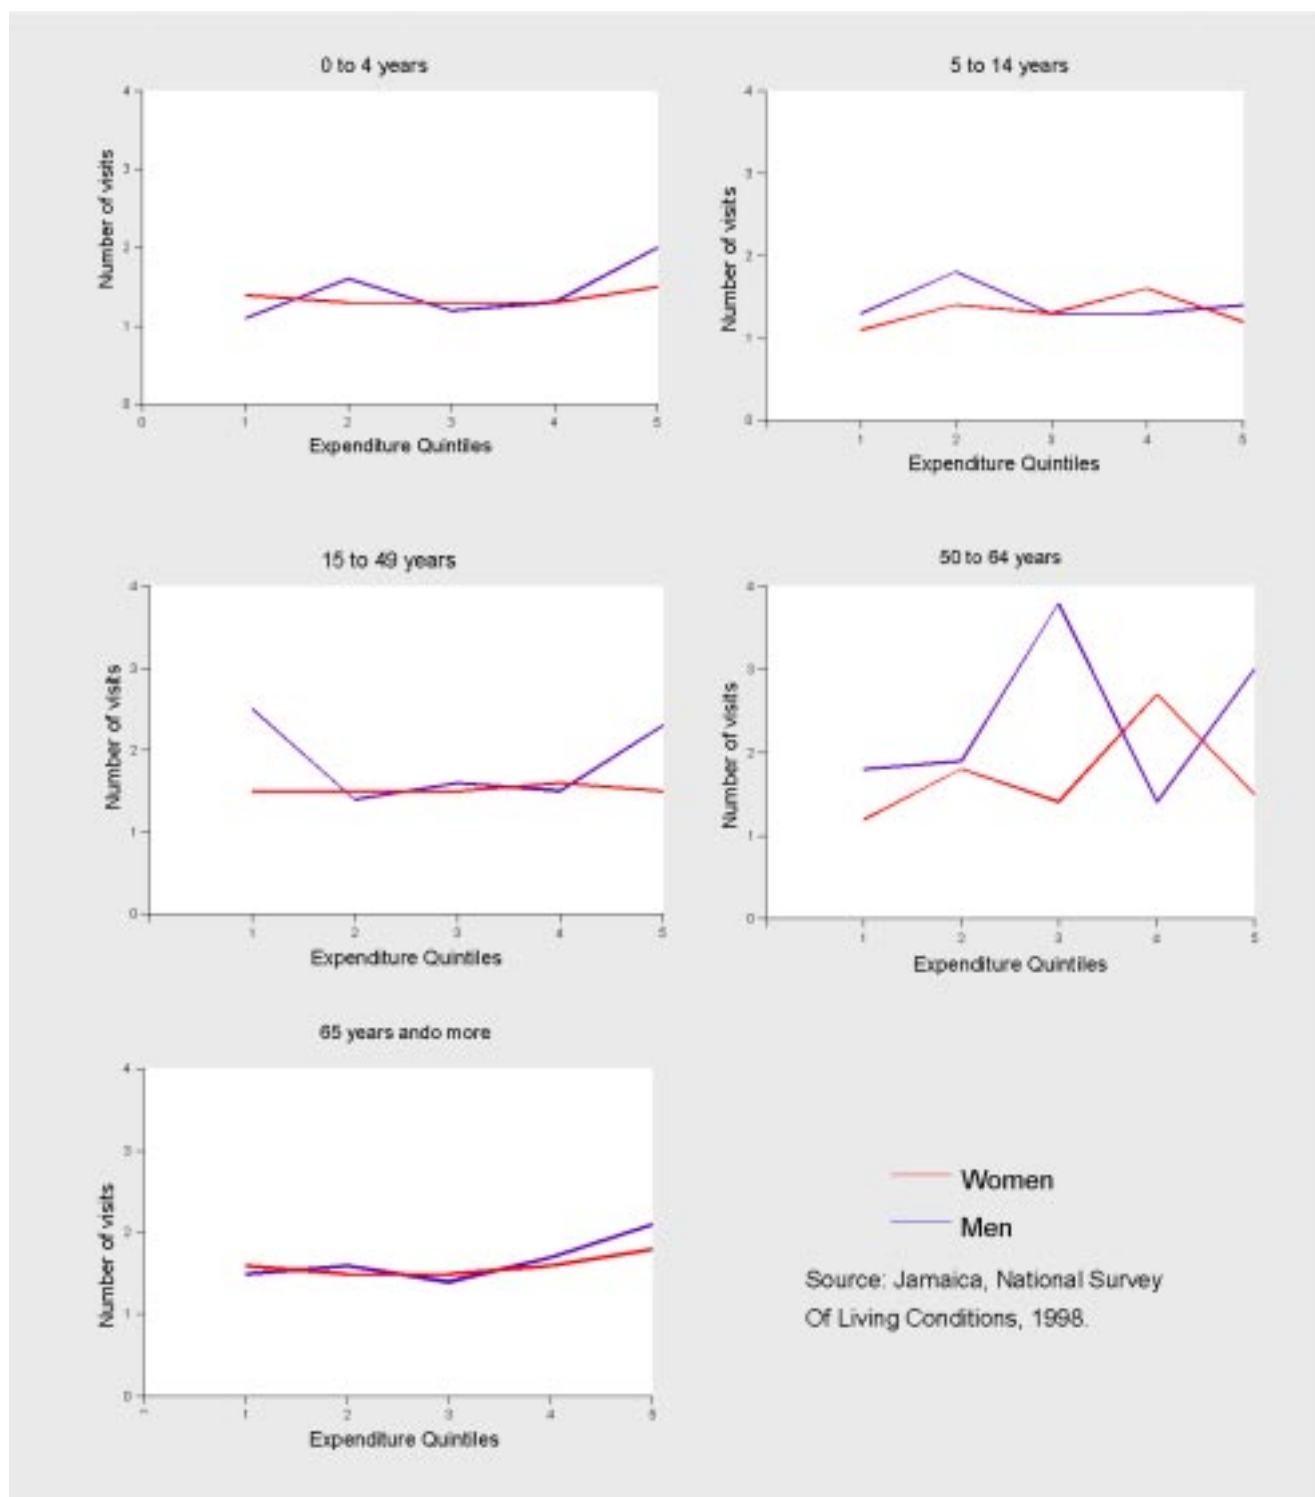 0 to 4 years
4
3
2
1
0
Number of visits
0 1 2 3 4 5
Expenditure Quintiles
5 to 14 years
4
3
2
1
0
Number of visits
1 2 3 4 5
Expenditure Quintiles
15 to 49 years
4
3
2
1
0
Number of visits
1 2 3 4 5
Expenditure Quintiles
50 to 64 years
4
3
2
1
0
Number of visits
1 2 3 4 5
Expenditure Quintiles
65 years ando more
4
3
2
1
0
Number of visits
1 2 3 4 5
Expenditure Quintiles
Women
Men
Source: Jamaica, National Survey
Of Living Conditions, 1998.